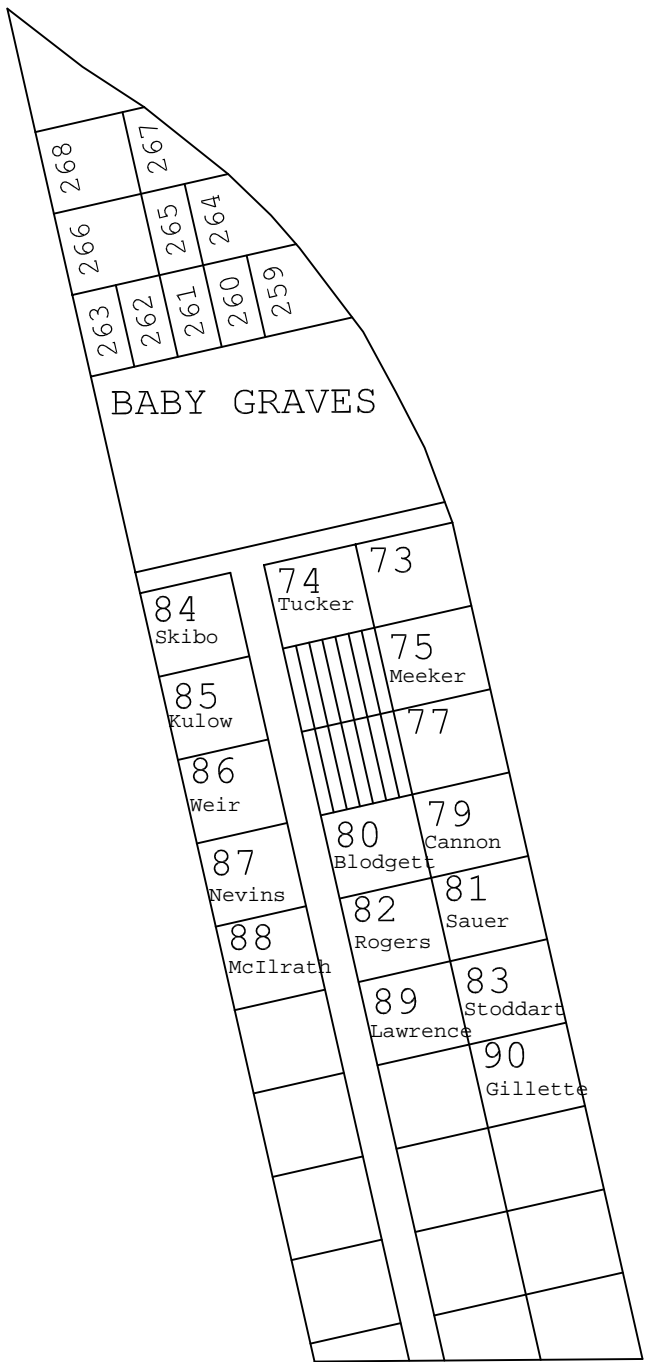 268
267
266
265
264
263
262
261
260
259
BABY GRAVES
74
Tucker
73
84
Skibo
75
Meeker
85
Kulow
77
86
Weir
80
Blodgett
79
Cannon
87
Nevins
82
Rogers
81
Sauer
88
McIlrath
89
Lawrence
83
Stoddart
90
Gillette